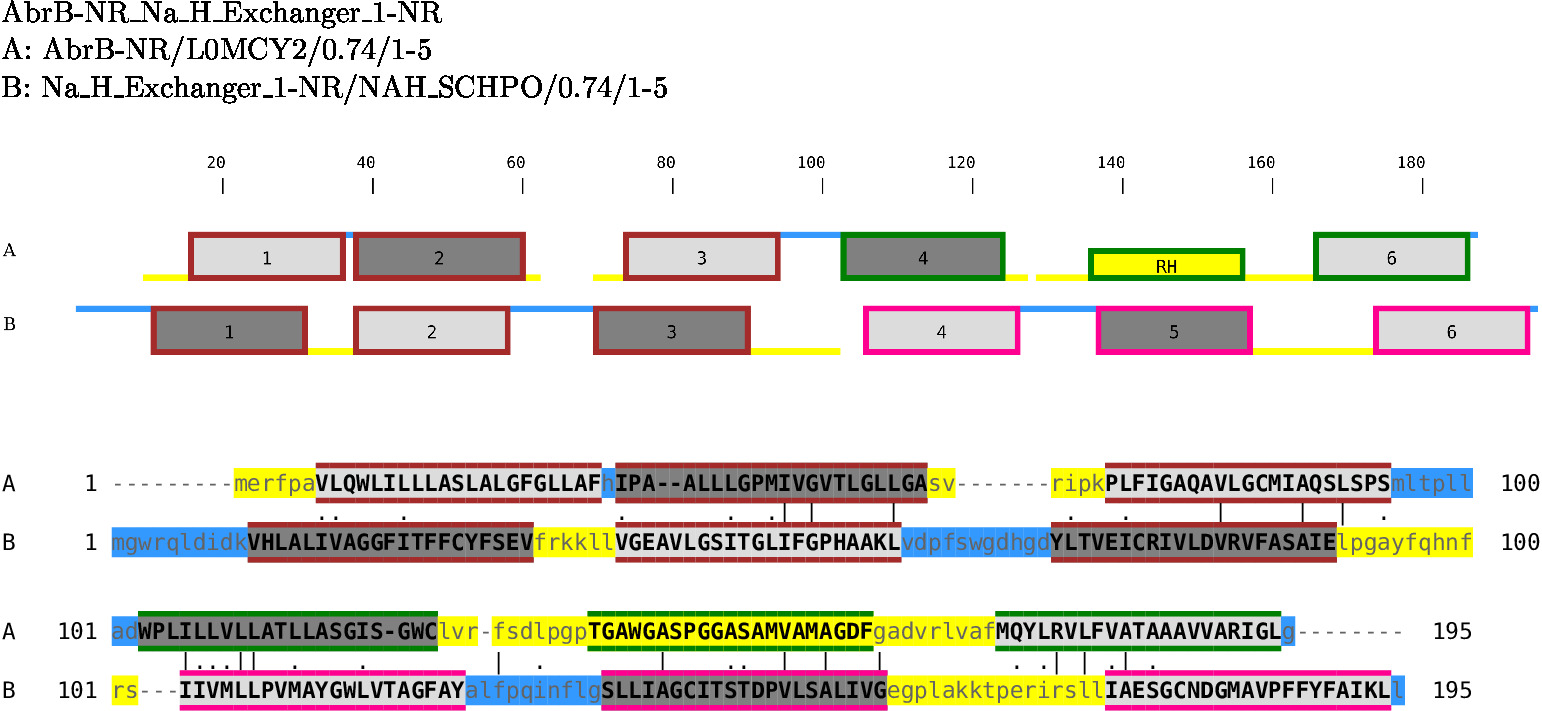 AbrB-NR_Na_H_Exchanger_1-NR
A: AbrB-NR/L0MCY2/0.74/1-5
B: Na_H_Exchanger_1-NR/NAH_SCHPO/0.74/1-5
20 40 60 80 100 120 140 160 180
A 1 2 3 4 RH 6
B 1 2 3 4 5 6
A 1 ---------merfpaVLQWLILLLASLALGFGLLAFhIPA--ALLLGPMIVGVTLGLLGAsv-------ripkPLFIGAQAVLGCMIAQSLSPSmltpll 100
.. . . . .| | | . . | | | .
B 1 mgwrqldidkVHLALIVAGGFITFFCYFSEVfrkkllVGEAVLGSITGLIFGPHAAKLvdpfswgdhgdYLTVEICRIVLDVRVFASAIElpgayfqhnf 100
A 101 adWPLILLVLLATLLASGIS-GWClvr-fsdlpgpTGAWGASPGGASAMVAMAGDFgadvrlvafMQYLRVLFVATAAAVVARIGLg-------- 195
|...|| . . | . | .. | | | . .| | .| .
B 101 rs---IIVMLLPVMAYGWLVTAGFAYalfpqinflgSLLIAGCITSTDPVLSALIVGegplakktperirsllIAESGCNDGMAVPFFYFAIKLl 195